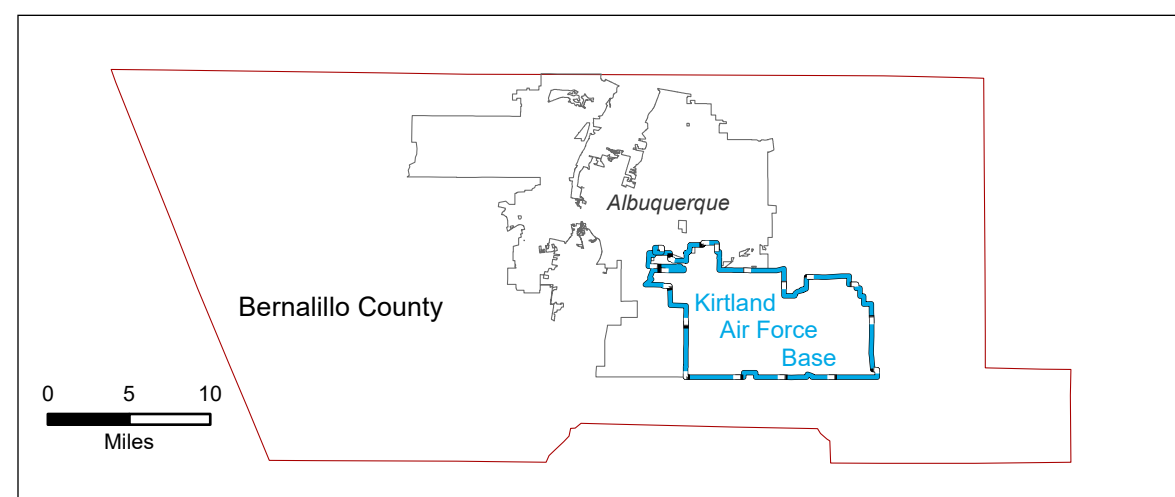 Albuquerque
Bernalillo County
Kirtland
Air Force
Base
0 5 10
Miles